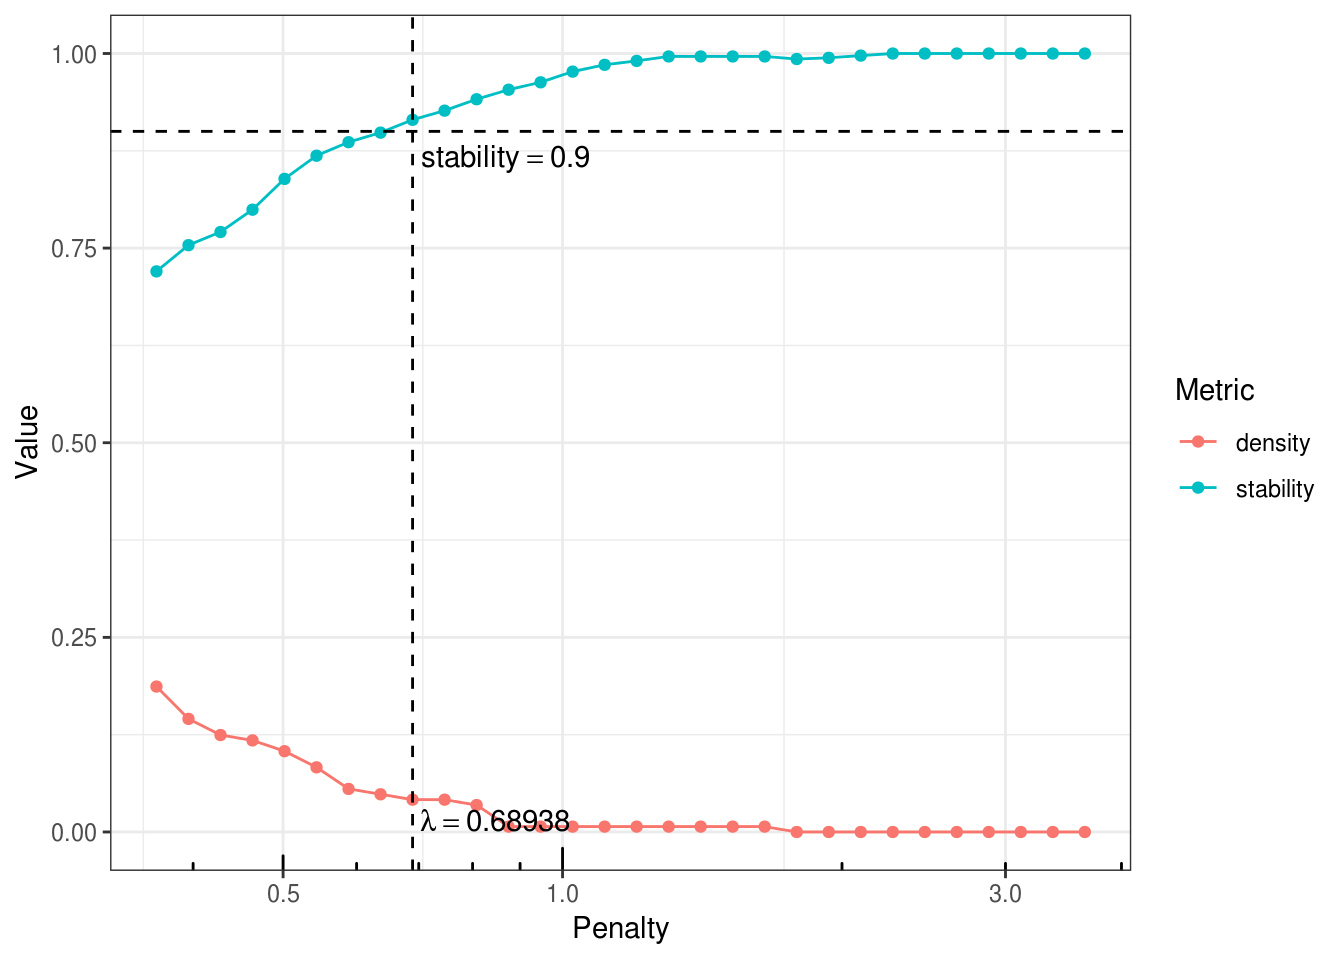 1.00
0.75
0.50
0.25
0.00
Value
stability = 0.9
λ = 0.68938
0.5
1.0
3.0
Penalty
Metric
density
stability